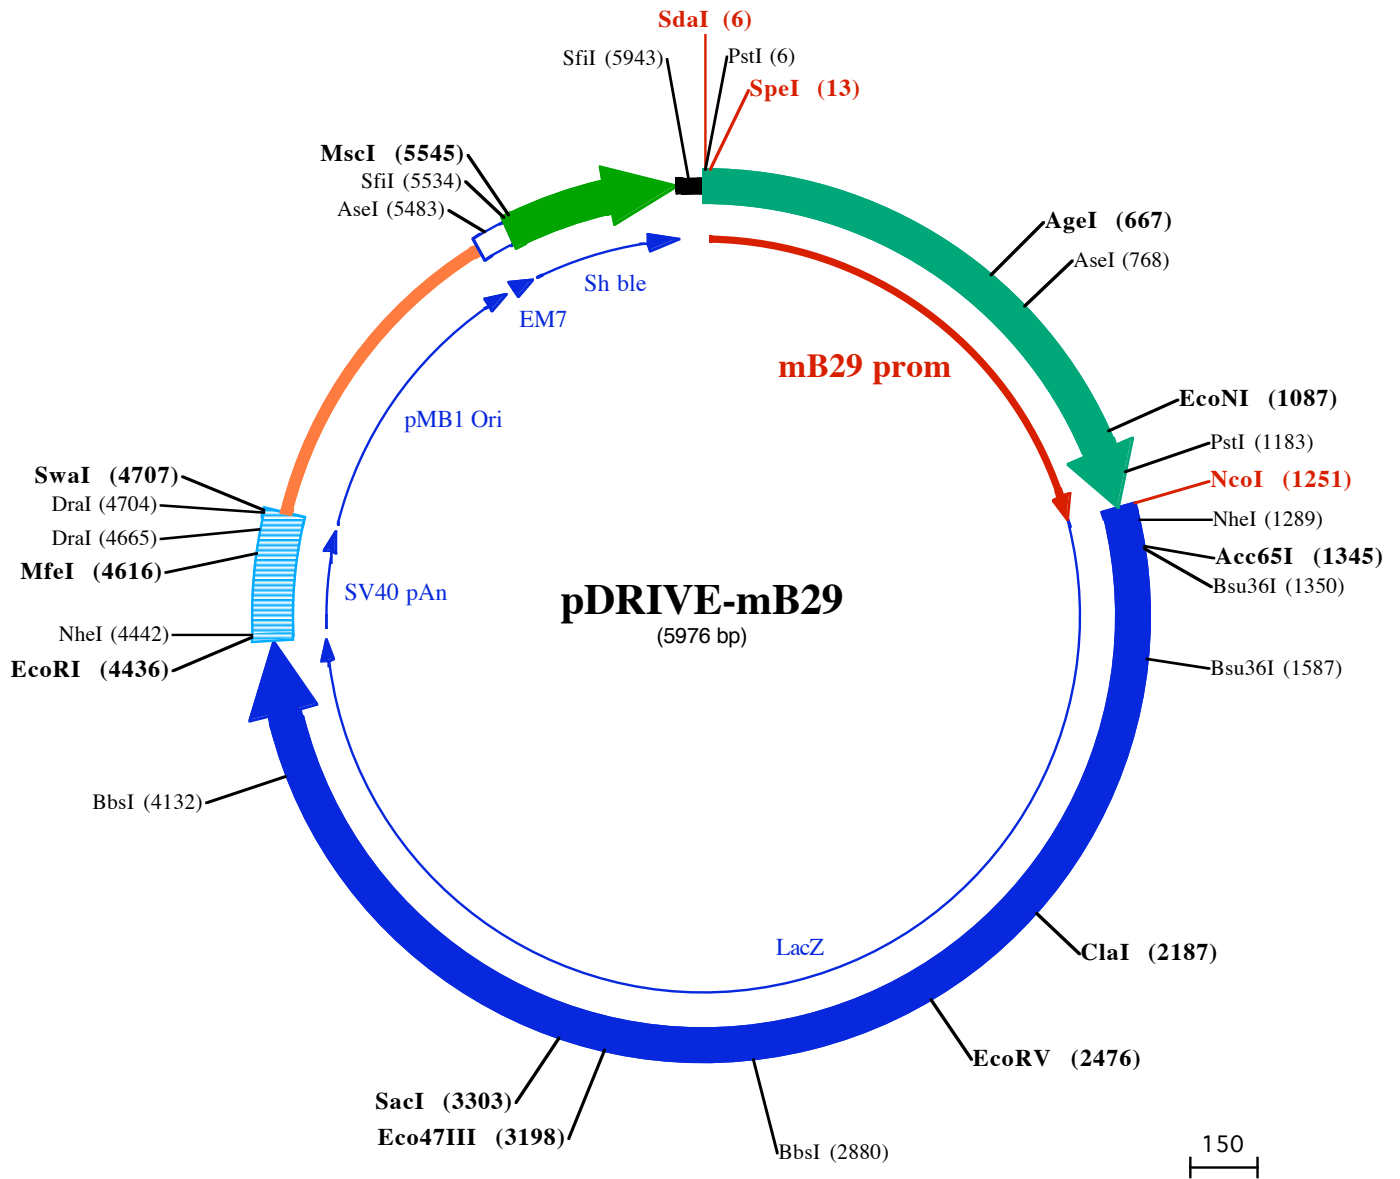 SdaI (6)
SfiI (5943)
PstI (6)
SpeI (13)
MscI (5545)
SfiI (5534)
AseI (5483)
AgeI (667)
AseI (768)
Sh ble
EM7
mB29 prom
EcoNI (1087)
pMB1 Ori
PstI (1183)
SwaI (4707)
NcoI (1251)
DraI (4704)
NheI (1289)
DraI (4665)
Acc65I (1345)
MfeI (4616)
Bsu36I (1350)
SV40 pAn
pDRIVE-mB29
(5976 bp)
NheI (4442)
EcoRI (4436)
Bsu36I (1587)
BbsI (4132)
LacZ
ClaI (2187)
EcoRV (2476)
SacI (3303)
Eco47III (3198)
BbsI (2880)
150